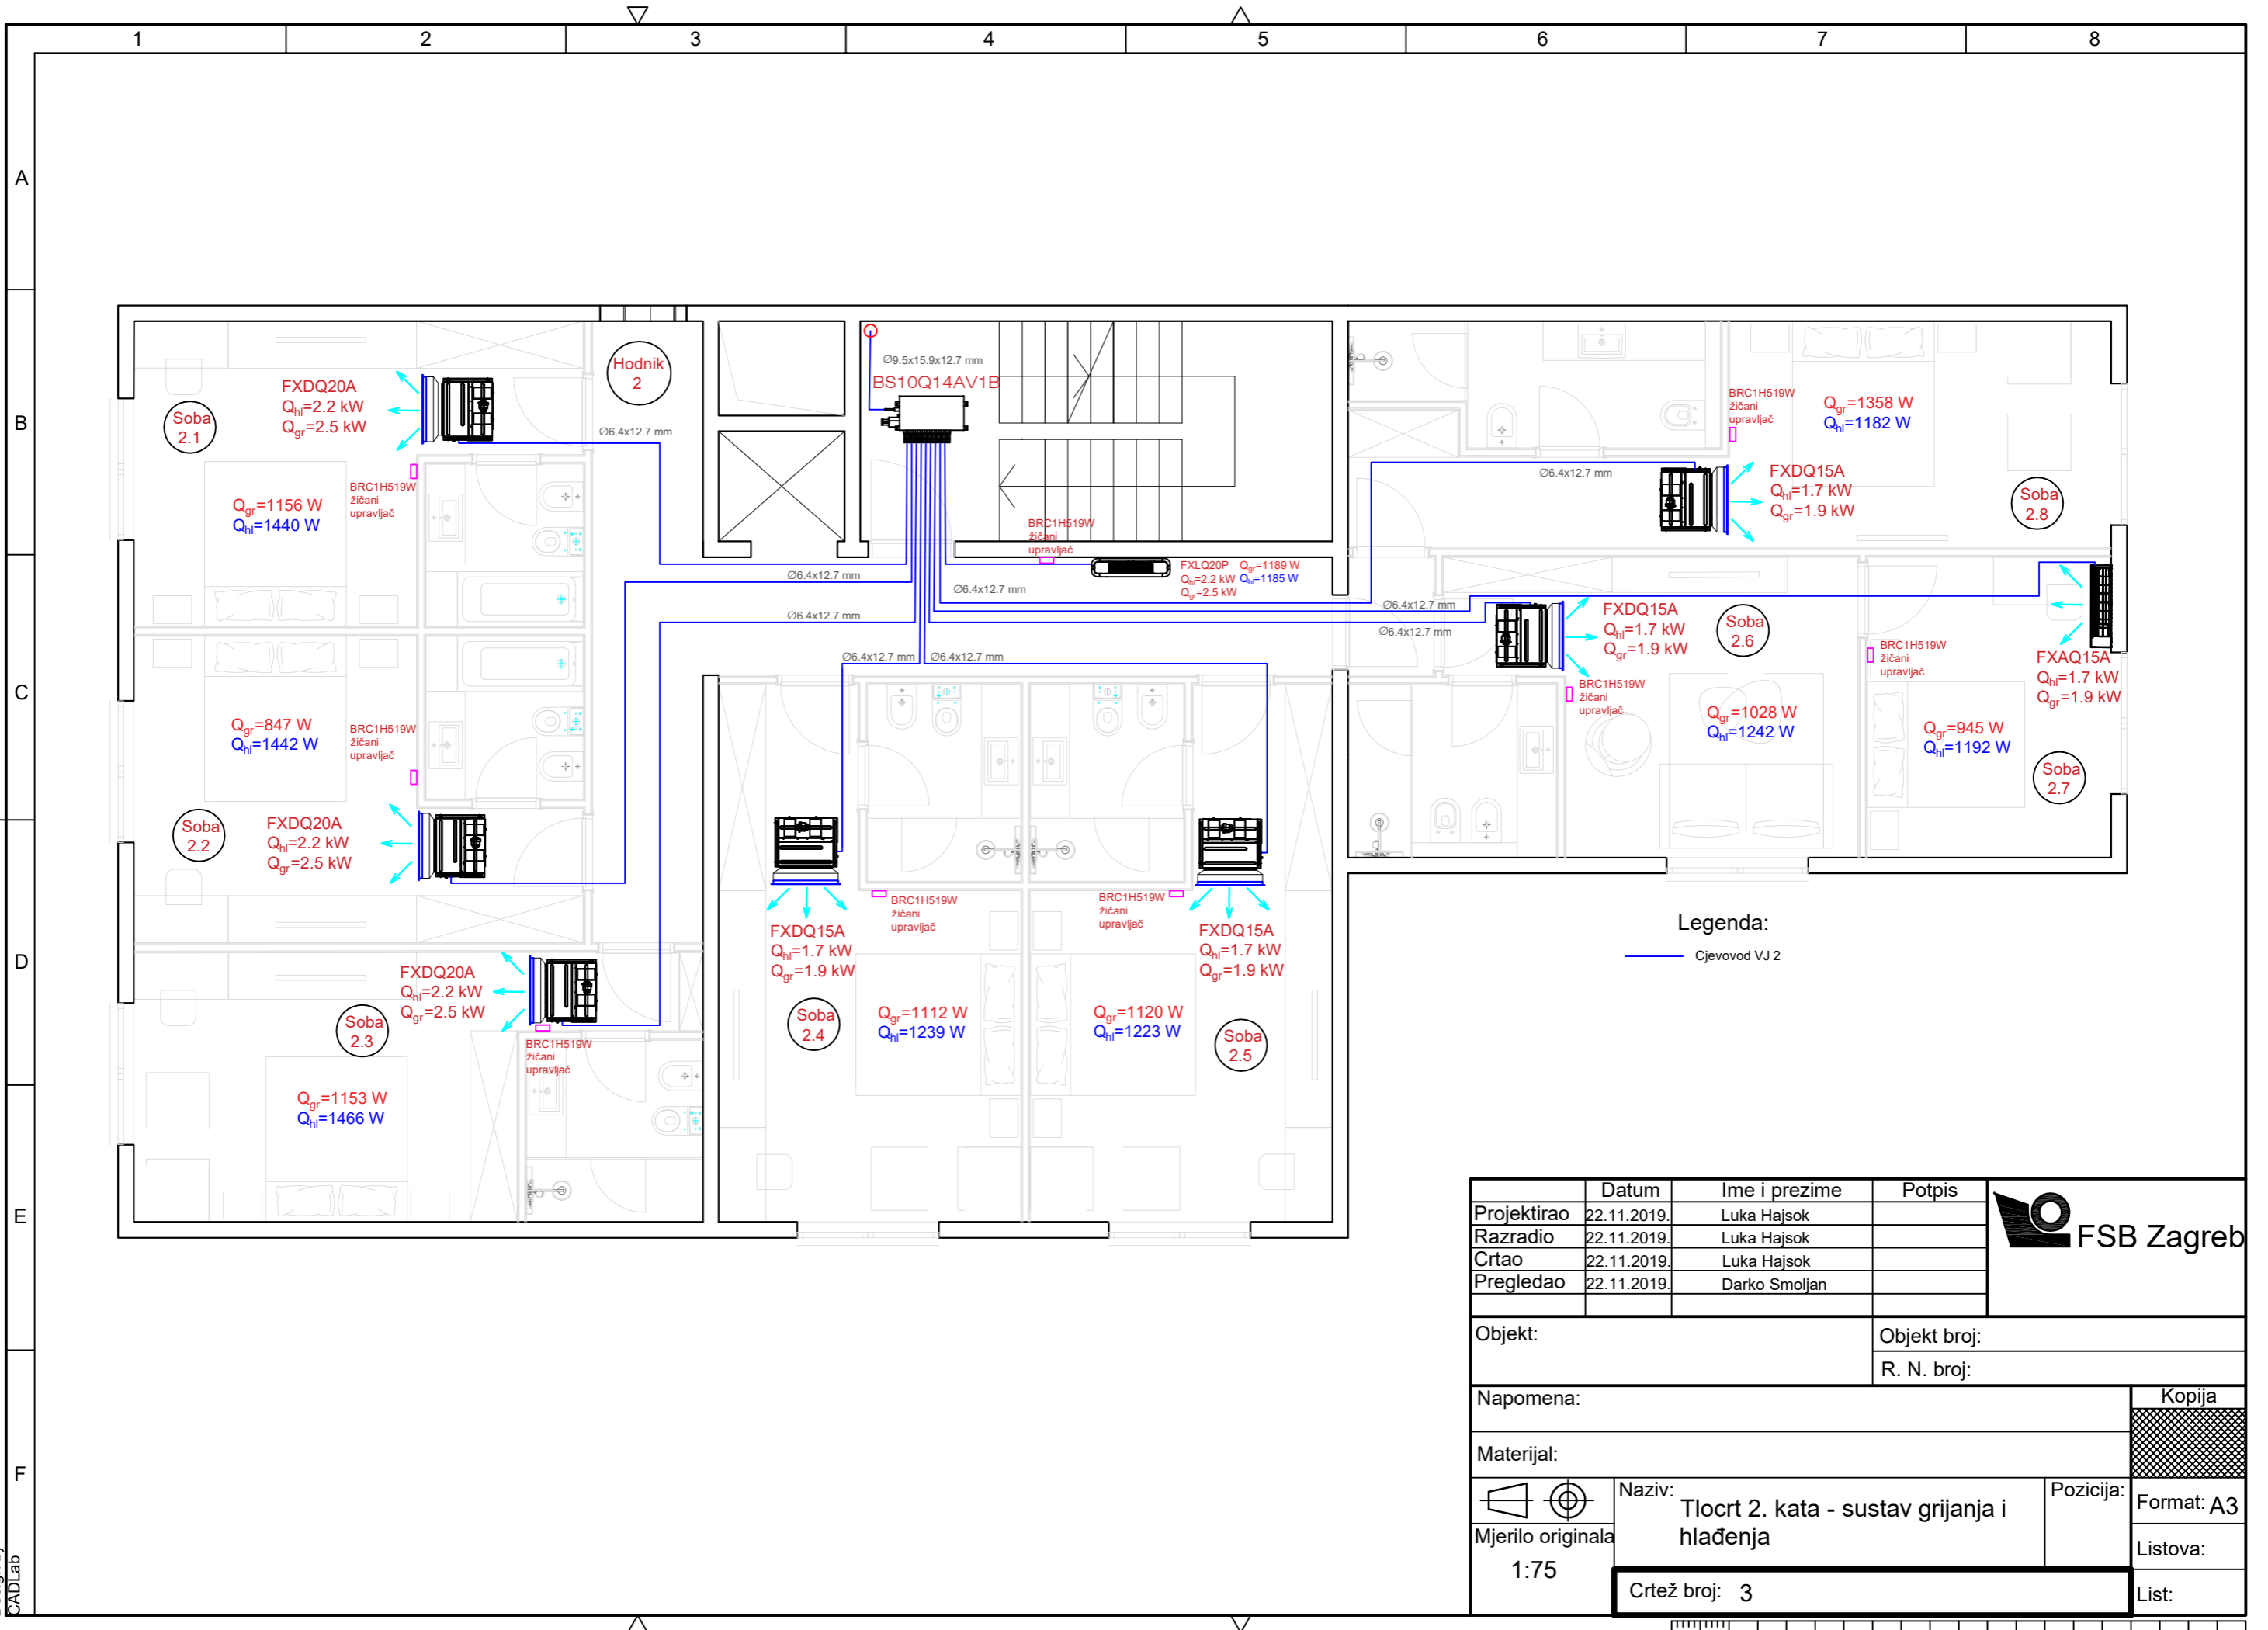 1 2 3 4 5 6 7 8
A
B
C
D
E
F
Hodnik
2
Soba
2.1
FXDQ20A
Qhl=2.2 kW
Qgr=2.5 kW
Qgr=1156 W
Qhl=1440 W
BRC1H519W
žičani
upravljač
Ø6.4x12.7 mm
Ø9.5x15.9x12.7 mm
BS10Q14AV1B
BRC1H519W
žičani
upravljač
FXLQ20P
Qhl=2.2 kW
Qgr=2.5 kW
Qgr=1189 W
Qhl=1185 W
Ø6.4x12.7 mm
Ø6.4x12.7 mm
Ø6.4x12.7 mm
Ø6.4x12.7 mm
Ø6.4x12.7 mm
Ø6.4x12.7 mm
Ø6.4x12.7 mm
Ø6.4x12.7 mm
BRC1H519W
žičani
upravljač
Qgr=1358 W
Qhl=1182 W
FXDQ15A
Qhl=1.7 kW
Qgr=1.9 kW
Soba
2.8
FXDQ15A
Qhl=1.7 kW
Qgr=1.9 kW
Soba
2.6
BRC1H519W
žičani
upravljač
Qgr=1028 W
Qhl=1242 W
BRC1H519W
žičani
upravljač
FXAQ15A
Qhl=1.7 kW
Qgr=1.9 kW
Qgr=945 W
Qhl=1192 W
Soba
2.7
Qgr=847 W
Qhl=1442 W
BRC1H519W
žičani
upravljač
Soba
2.2
FXDQ20A
Qhl=2.2 kW
Qgr=2.5 kW
FXDQ20A
Qhl=2.2 kW
Qgr=2.5 kW
Soba
2.3
BRC1H519W
žičani
upravljač
Qgr=1153 W
Qhl=1466 W
BRC1H519W
žičani
upravljač
FXDQ15A
Qhl=1.7 kW
Qgr=1.9 kW
Soba
2.4
Qgr=1112 W
Qhl=1239 W
BRC1H519W
žičani
upravljač
FXDQ15A
Qhl=1.7 kW
Qgr=1.9 kW
Qgr=1120 W
Qhl=1223 W
Soba
2.5
Legenda:
Cjevovod VJ 2
Datum Ime i prezime Potpis
Projektirao 22.11.2019. Luka Hajsok
Razradio 22.11.2019. Luka Hajsok
Crtao 22.11.2019. Luka Hajsok
Pregledao 22.11.2019. Darko Smoljan
FSB Zagreb
Objekt:
Objekt broj:
R. N. broj:
Napomena:
Kopija
Materijal:
Naziv:
Tlocrt 2. kata - sustav grijanja i
hlađenja
Pozicija:
Format: A3
Mjerilo originala
1:75
Listova:
Crtež broj: 3
List:
CADLab